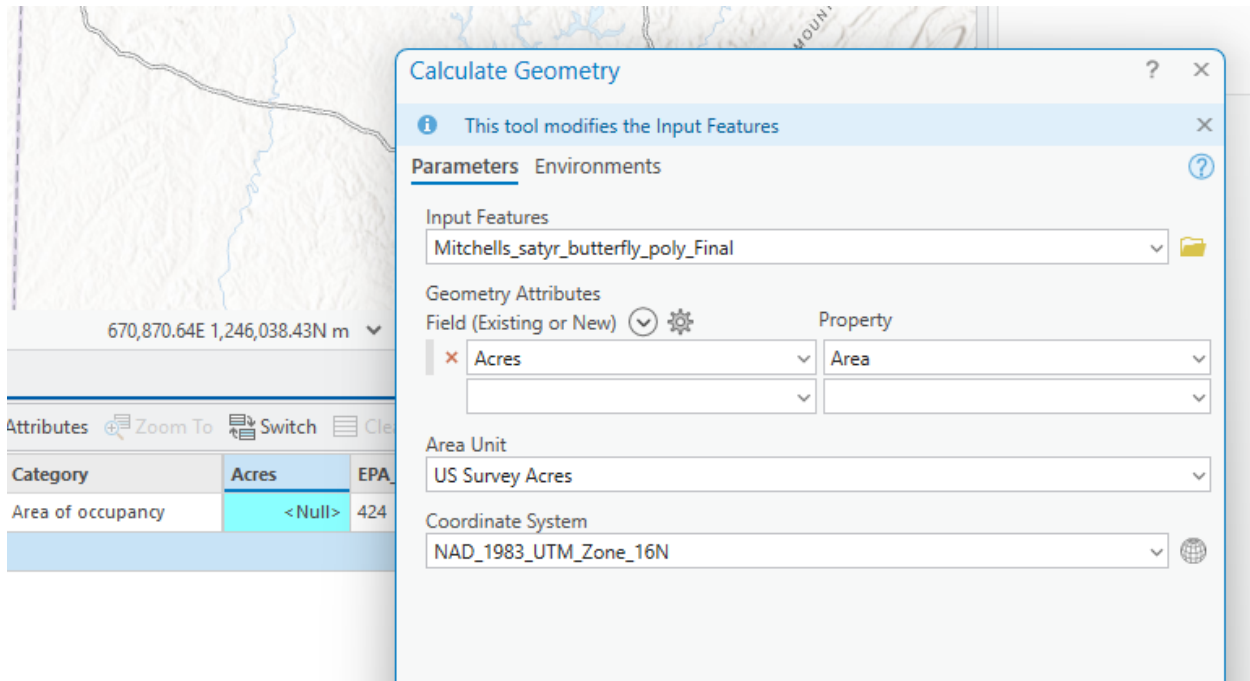 MOUN
Calculate Geometry
?
This tool modifies the Input Features
Parameters Environments
Input Features
Mitchells_satyr_butterfly_poly_Final
Geometry Attributes
Field (Existing or New)
Property
Acres
Area
Area Unit
US Survey Acres
Coordinate System
NAD_1983_UTM_Zone_16N
670,870.64E 1,246,038.43N m
Attributes Zoom To Switch Clea
Category Acres EPA_
Area of occupancy <Null> 424